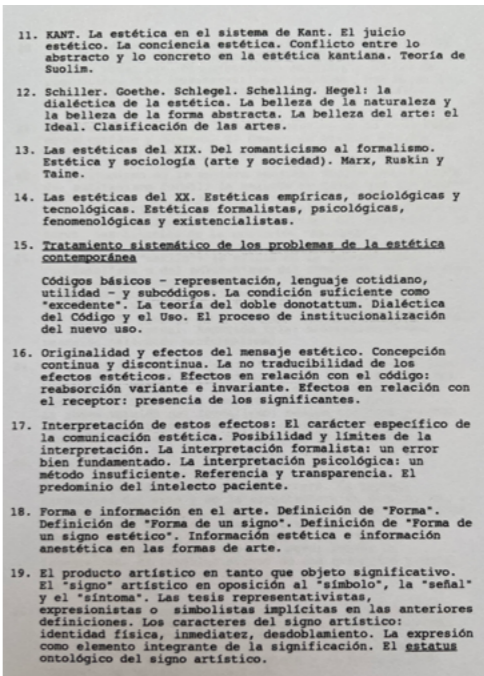 11. KANT. La estética en el sistema de Kant. El juicio
estético. La conciencia estética. Conflicto entre lo
abstracto y lo concreto en la estética kantiana. Teoría de
Suolim.
12. Schiller. Goethe. Schlegel. Schelling. Hegel: la
dialéctica de la estética. La belleza de la naturaleza y
la belleza de la forma abstracta. La belleza del arte: el
Ideal. Clasificación de las artes.
13. Las estéticas del XIX. Del romanticismo al formalismo.
Estética y sociología (arte y sociedad). Marx, Ruskin y
Taine.
14. Las estéticas del XX. Estéticas empíricas, sociológicas y
tecnológicas. Estéticas formalistas, psicológicas,
fenomenológicas y existencialistas.
15. Tratamiento sistemático de los problemas de la estética
contemporánea
Códigos básicos - representación, lenguaje cotidiano,
utilidad - y subcódigos. La condición suficiente como
"excedente". La teoría del doble donotattum. Dialéctica
del Código y el Uso. El proceso de institucionalización
del nuevo uso.
16. Originalidad y efectos del mensaje estético. Concepción
continua y discontinua. La no traducibilidad de los
efectos estéticos. Efectos en relación con el código:
reabsorción variante e invariante. Efectos en relación con
el receptor: presencia de los significantes.
17. Interpretación de estos efectos: El carácter específico de
la comunicación estética. Posibilidad y límites de la
interpretación. La interpretación formalista: un error
bien fundamentado. La interpretación psicológica: un
método insuficiente. Referencia y transparencia. El
predominio del intelecto paciente.
18. Forma e información en el arte. Definición de "Forma".
Definición de "Forma de un signo". Definición de "Forma de
un signo estético". Información estética e información
anestética en las formas de arte.
19. El producto artístico en tanto que objeto significativo.
El "signo" artístico en oposición al "símbolo", la "señal"
y el "síntoma". Las tesis representativistas,
expresionistas o simbolistas implícitas en las anteriores
definiciones. Los caracteres del signo artístico:
identidad física, inmediatez, desdoblamiento. La expresión
como elemento integrante de la significación. El estatus
ontológico del signo artístico.